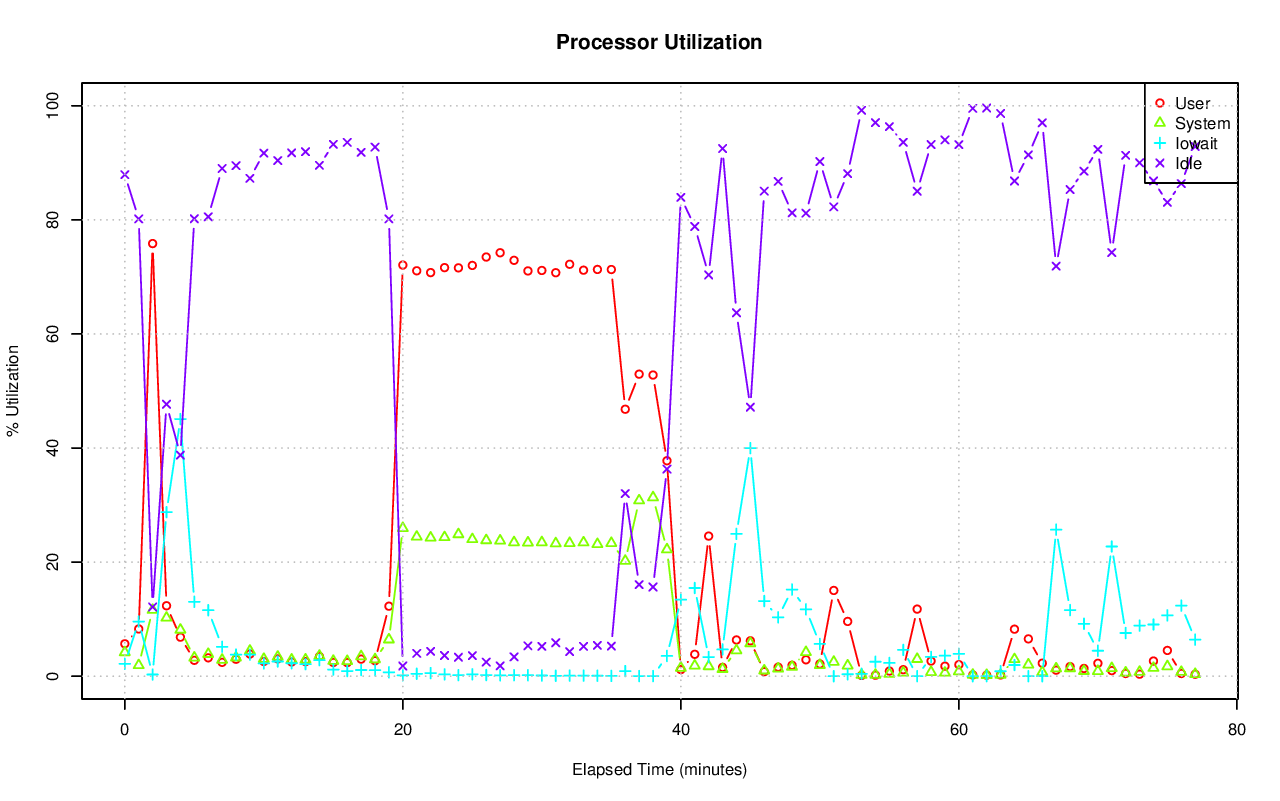 Processor Utilization
% Utilization
100
80
60
40
20
0
User
System
Iowait
Idle
0 20 40 60 80
Elapsed Time (minutes)